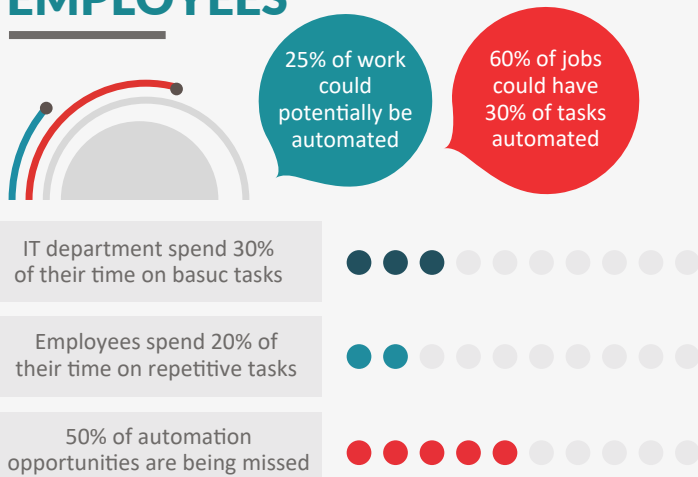 EMPLOYEES
25% of work
could
potentially be
automated
60% of jobs
could have
30% of tasks
automated
IT department spend 30%
of their time on basuc tasks
Employees spend 20% of
their time on repetitive tasks
50% of automation
opportunities are being missed